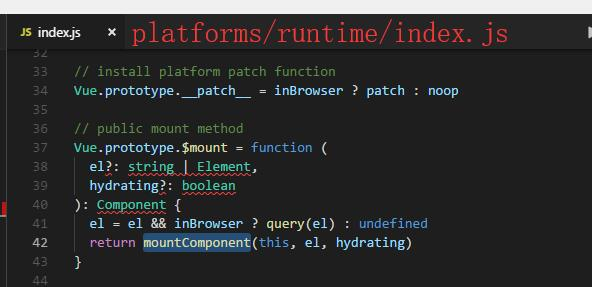 JS index.js × platforms/runtime/index.js
32
33 // install platform patch function
34 Vue.prototype.__patch__ = inBrowser ? patch : noop
35
36 // public mount method
37 Vue.prototype.$mount = function (
38 el?: string | Element,
39 hydrating?: boolean
40 ): Component {
41 el = el && inBrowser ? query(el) : undefined
42 return mountComponent(this, el, hydrating)
43 }
44